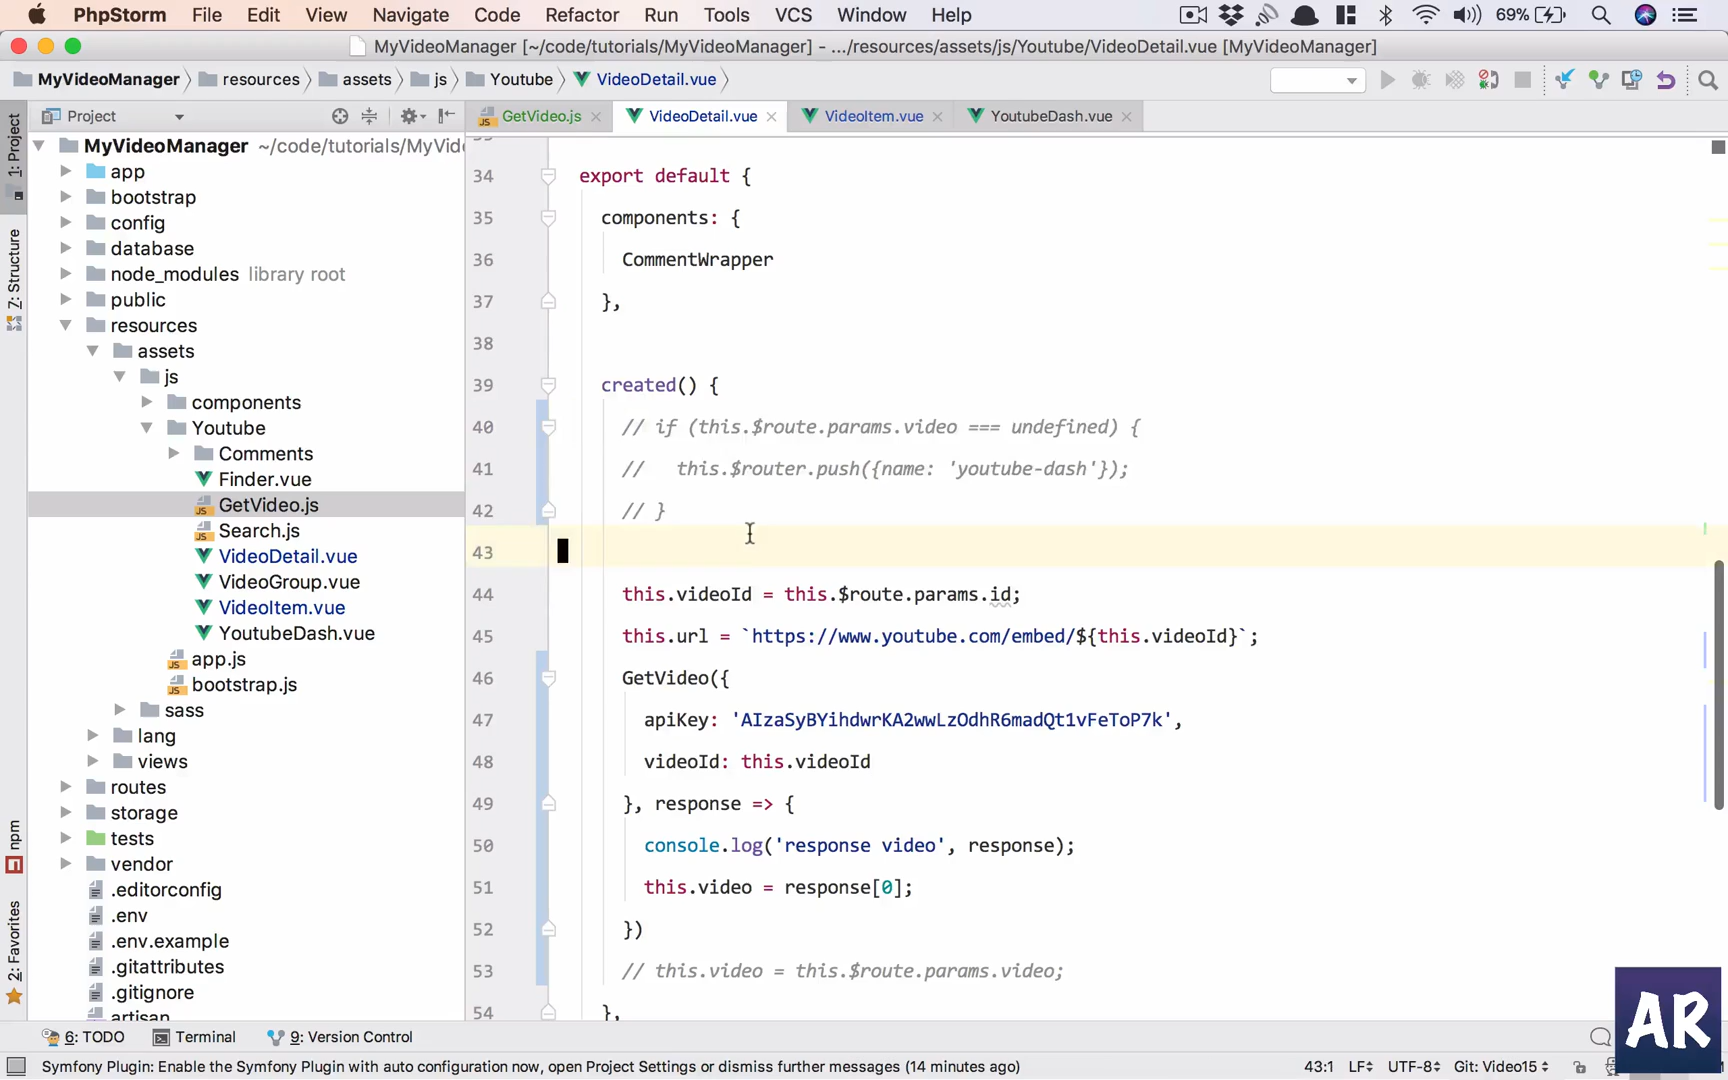 PhpStorm File Edit View Navigate Code Refactor Run Tools VCS Window Help 69%
MyVideoManager [~/code/tutorials/MyVideoManager] - .../resources/assets/js/Youtube/VideoDetail.vue [MyVideoManager]
MyVideoManager resources assets js Youtube VideoDetail.vue
Project
GetVideo.js VideoDetail.vue VideoItem.vue YoutubeDash.vue
1: Project
7: Structure
npm
2: Favorites
MyVideoManager ~/code/tutorials/MyVid
app
bootstrap
config
database
node_modules library root
public
resources
assets
js
components
Youtube
Comments
Finder.vue
GetVideo.js
Search.js
VideoDetail.vue
VideoGroup.vue
VideoItem.vue
YoutubeDash.vue
app.js
bootstrap.js
sass
lang
views
routes
storage
tests
vendor
.editorconfig
.env
.env.example
.gitattributes
.gitignore
artisan
34 export default {
35 components: {
36 CommentWrapper
37 },
38
39 created() {
40 // if (this.$route.params.video === undefined) {
41 //   this.$router.push({name: 'youtube-dash'});
42 // }
43
44 this.videoId = this.$route.params.id;
45 this.url = `https://www.youtube.com/embed/${this.videoId}`;
46 GetVideo({
47 apiKey: 'AIzaSyBYihdwrKA2wwLzOdhR6madQt1vFeToP7k',
48 videoId: this.videoId
49 }, response => {
50 console.log('response video', response);
51 this.video = response[0];
52 })
53 // this.video = this.$route.params.video;
54 },
6: TODO Terminal 9: Version Control
Symfony Plugin: Enable the Symfony Plugin with auto configuration now, open Project Settings or dismiss further messages (14 minutes ago) 43:1 LF UTF-8 Git: Video15
AR